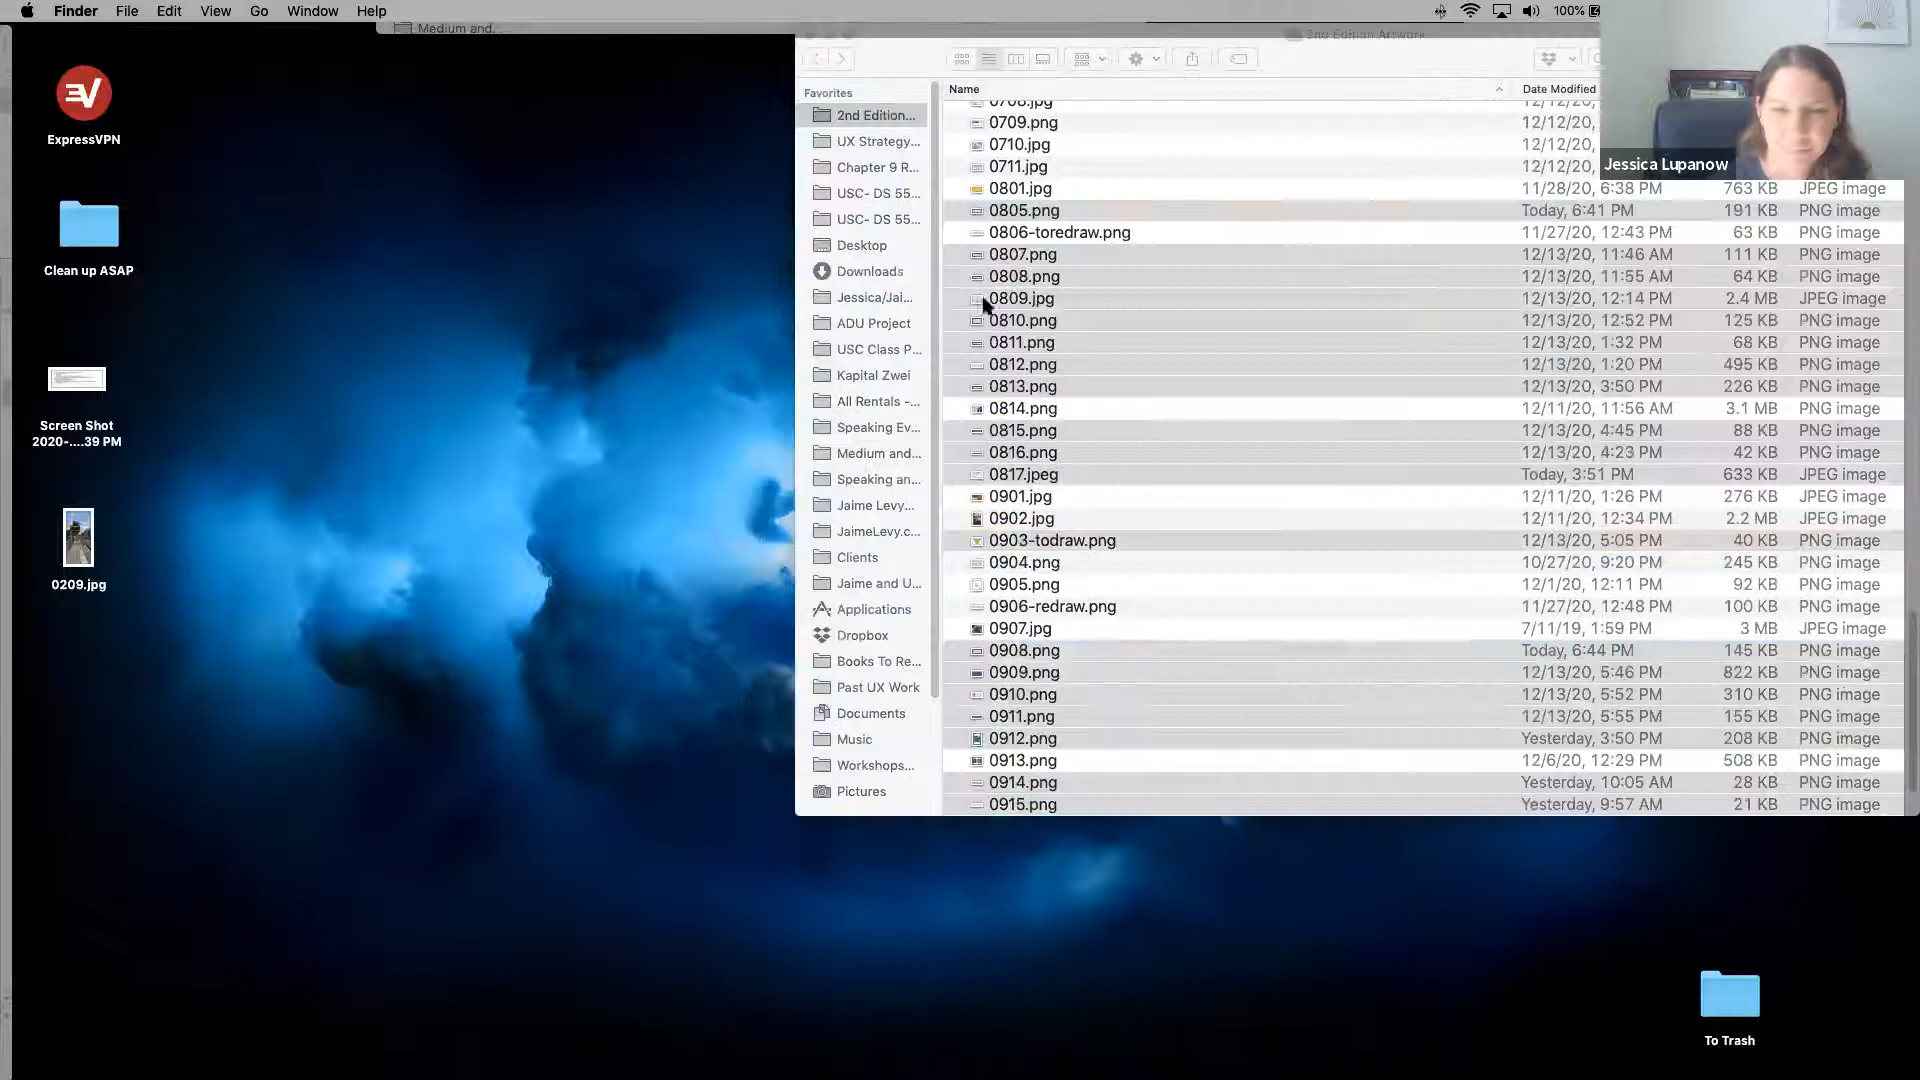 Finder File Edit View Go Window Help
100%
Medium and...
2nd Edition Artwork
ExpressVPN
Clean up ASAP
Screen Shot
2020-....39 PM
0209.jpg
To Trash
Favorites
2nd Edition...
UX Strategy...
Chapter 9 R...
USC- DS 55...
USC- DS 55...
Desktop
Downloads
Jessica/Jai...
ADU Project
USC Class P...
Kapital Zwei
All Rentals -...
Speaking Ev...
Medium and...
Speaking an...
Jaime Levy...
JaimeLevy.c...
Clients
Jaime and U...
Applications
Dropbox
Books To Re...
Past UX Work
Documents
Music
Workshops...
Pictures
Name Date Modified
0708.jpg 12/12/20,
0709.png 12/12/20,
0710.jpg 12/12/20,
0711.jpg 12/12/20,
0801.jpg 11/28/20, 6:38 PM 763 KB JPEG image
0805.png Today, 6:41 PM 191 KB PNG image
0806-toredraw.png 11/27/20, 12:43 PM 63 KB PNG image
0807.png 12/13/20, 11:46 AM 111 KB PNG image
0808.png 12/13/20, 11:55 AM 64 KB PNG image
0809.jpg 12/13/20, 12:14 PM 2.4 MB JPEG image
0810.png 12/13/20, 12:52 PM 125 KB PNG image
0811.png 12/13/20, 1:32 PM 68 KB PNG image
0812.png 12/13/20, 1:20 PM 495 KB PNG image
0813.png 12/13/20, 3:50 PM 226 KB PNG image
0814.png 12/11/20, 11:56 AM 3.1 MB PNG image
0815.png 12/13/20, 4:45 PM 88 KB PNG image
0816.png 12/13/20, 4:23 PM 42 KB PNG image
0817.jpeg Today, 3:51 PM 633 KB JPEG image
0901.jpg 12/11/20, 1:26 PM 276 KB JPEG image
0902.jpg 12/11/20, 12:34 PM 2.2 MB JPEG image
0903-todraw.png 12/13/20, 5:05 PM 40 KB PNG image
0904.png 10/27/20, 9:20 PM 245 KB PNG image
0905.png 12/1/20, 12:11 PM 92 KB PNG image
0906-redraw.png 11/27/20, 12:48 PM 100 KB PNG image
0907.jpg 7/11/19, 1:59 PM 3 MB JPEG image
0908.png Today, 6:44 PM 145 KB PNG image
0909.png 12/13/20, 5:46 PM 822 KB PNG image
0910.png 12/13/20, 5:52 PM 310 KB PNG image
0911.png 12/13/20, 5:55 PM 155 KB PNG image
0912.png Yesterday, 3:50 PM 208 KB PNG image
0913.png 12/6/20, 12:29 PM 508 KB PNG image
0914.png Yesterday, 10:05 AM 28 KB PNG image
0915.png Yesterday, 9:57 AM 21 KB PNG image
Jessica Lupanow